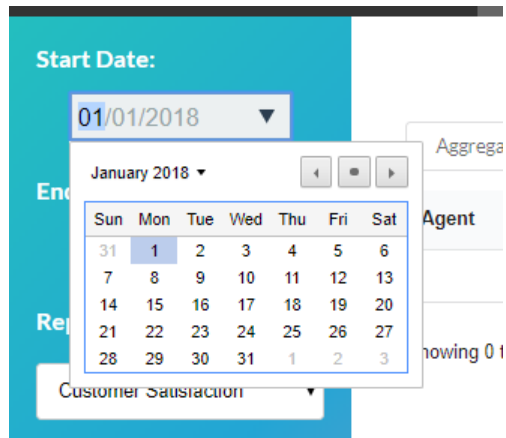 Start Date:
01/01/2018
Aggrega
January 2018
En
Sun Mon Tue Wed Thu Fri Sat
Agent
31 1 2 3 4 5 6
7 8 9 10 11 12 13
14 15 16 17 18 19 20
Re
21 22 23 24 25 26 27
howing 0 t
28 29 30 31 1 2 3
Customer Satisfaction